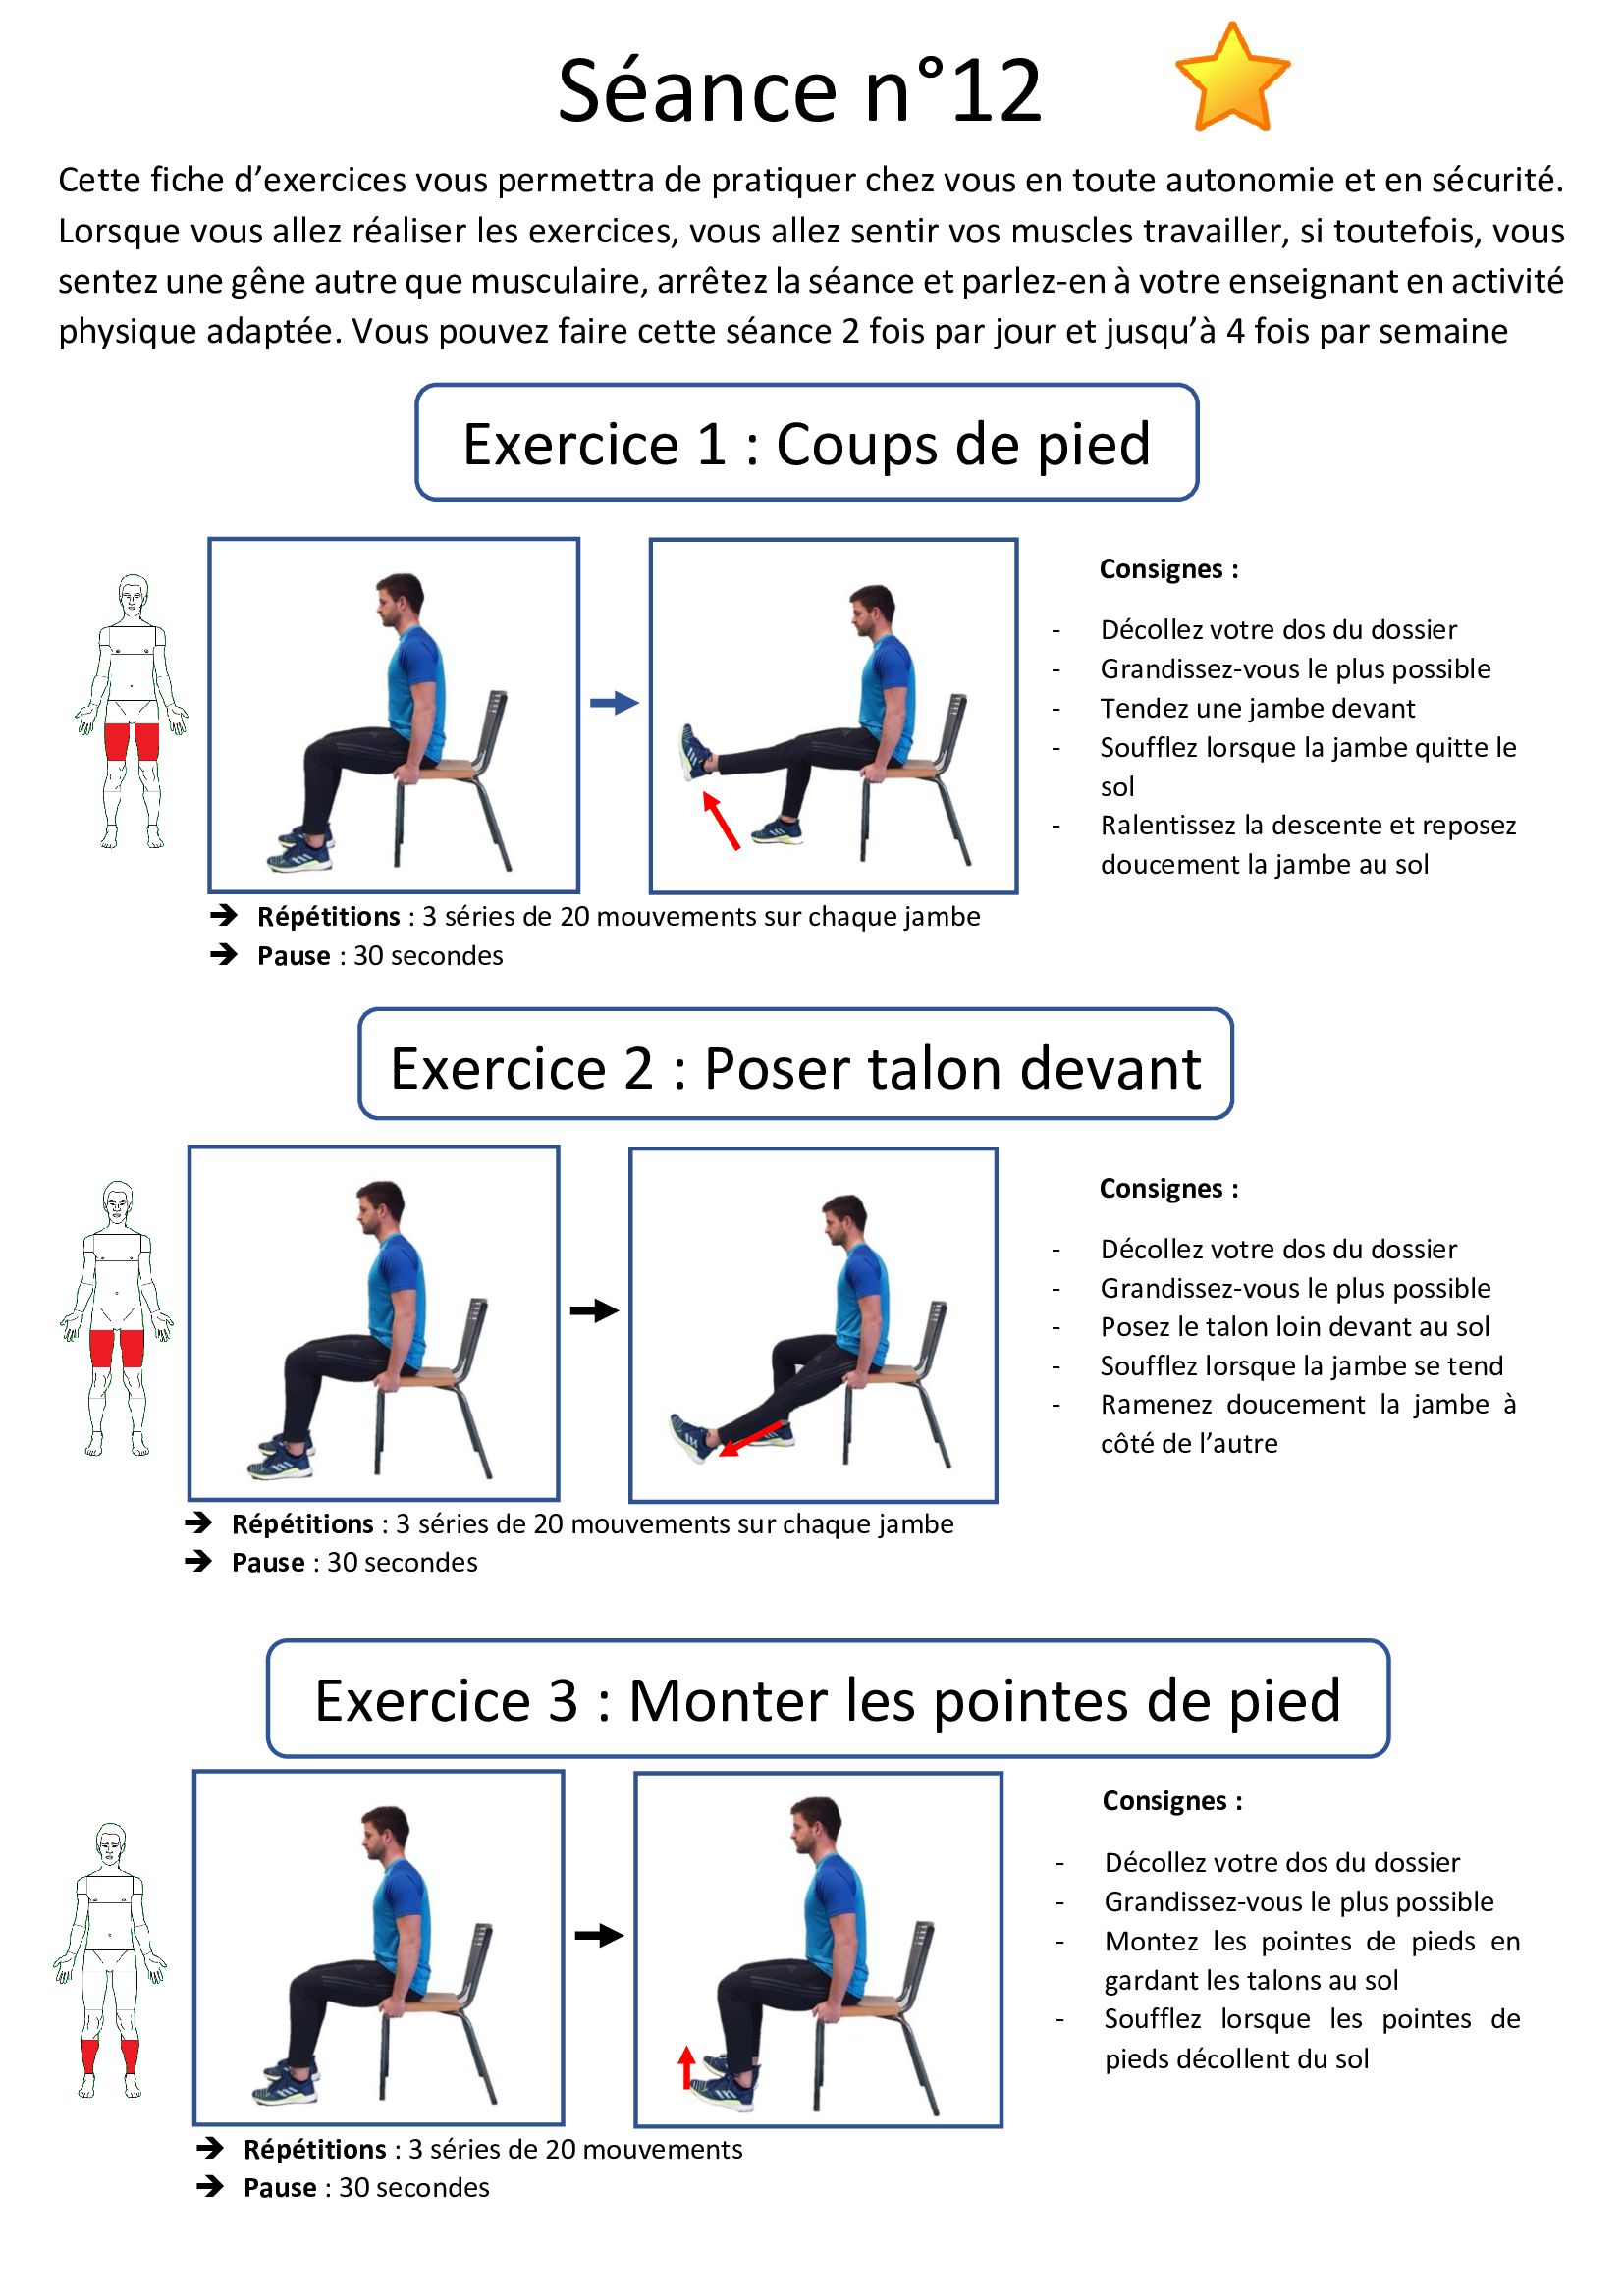 Séance n°12
Cette fiche d’exercices vous permettra de pratiquer chez vous en toute autonomie et en sécurité.
Lorsque vous allez réaliser les exercices, vous allez sentir vos muscles travailler, si toutefois, vous
sentez une gêne autre que musculaire, arrêtez la séance et parlez-en à votre enseignant en activité
physique adaptée. Vous pouvez faire cette séance 2 fois par jour et jusqu’à 4 fois par semaine
Exercice 1 : Coups de pied
Consignes :
- Décollez votre dos du dossier
- Grandissez-vous le plus possible
- Tendez une jambe devant
- Soufflez lorsque la jambe quitte le
sol
- Ralentissez la descente et reposez
doucement la jambe au sol
➔ Répétitions : 3 séries de 20 mouvements sur chaque jambe
➔ Pause : 30 secondes
Exercice 2 : Poser talon devant
Consignes :
- Décollez votre dos du dossier
- Grandissez-vous le plus possible
- Posez le talon loin devant au sol
- Soufflez lorsque la jambe se tend
- Ramenez doucement la jambe à
côté de l’autre
➔ Répétitions : 3 séries de 20 mouvements sur chaque jambe
➔ Pause : 30 secondes
Exercice 3 : Monter les pointes de pied
Consignes :
- Décollez votre dos du dossier
- Grandissez-vous le plus possible
- Montez les pointes de pieds en
gardant les talons au sol
- Soufflez lorsque les pointes de
pieds décollent du sol
➔ Répétitions : 3 séries de 20 mouvements
➔ Pause : 30 secondes